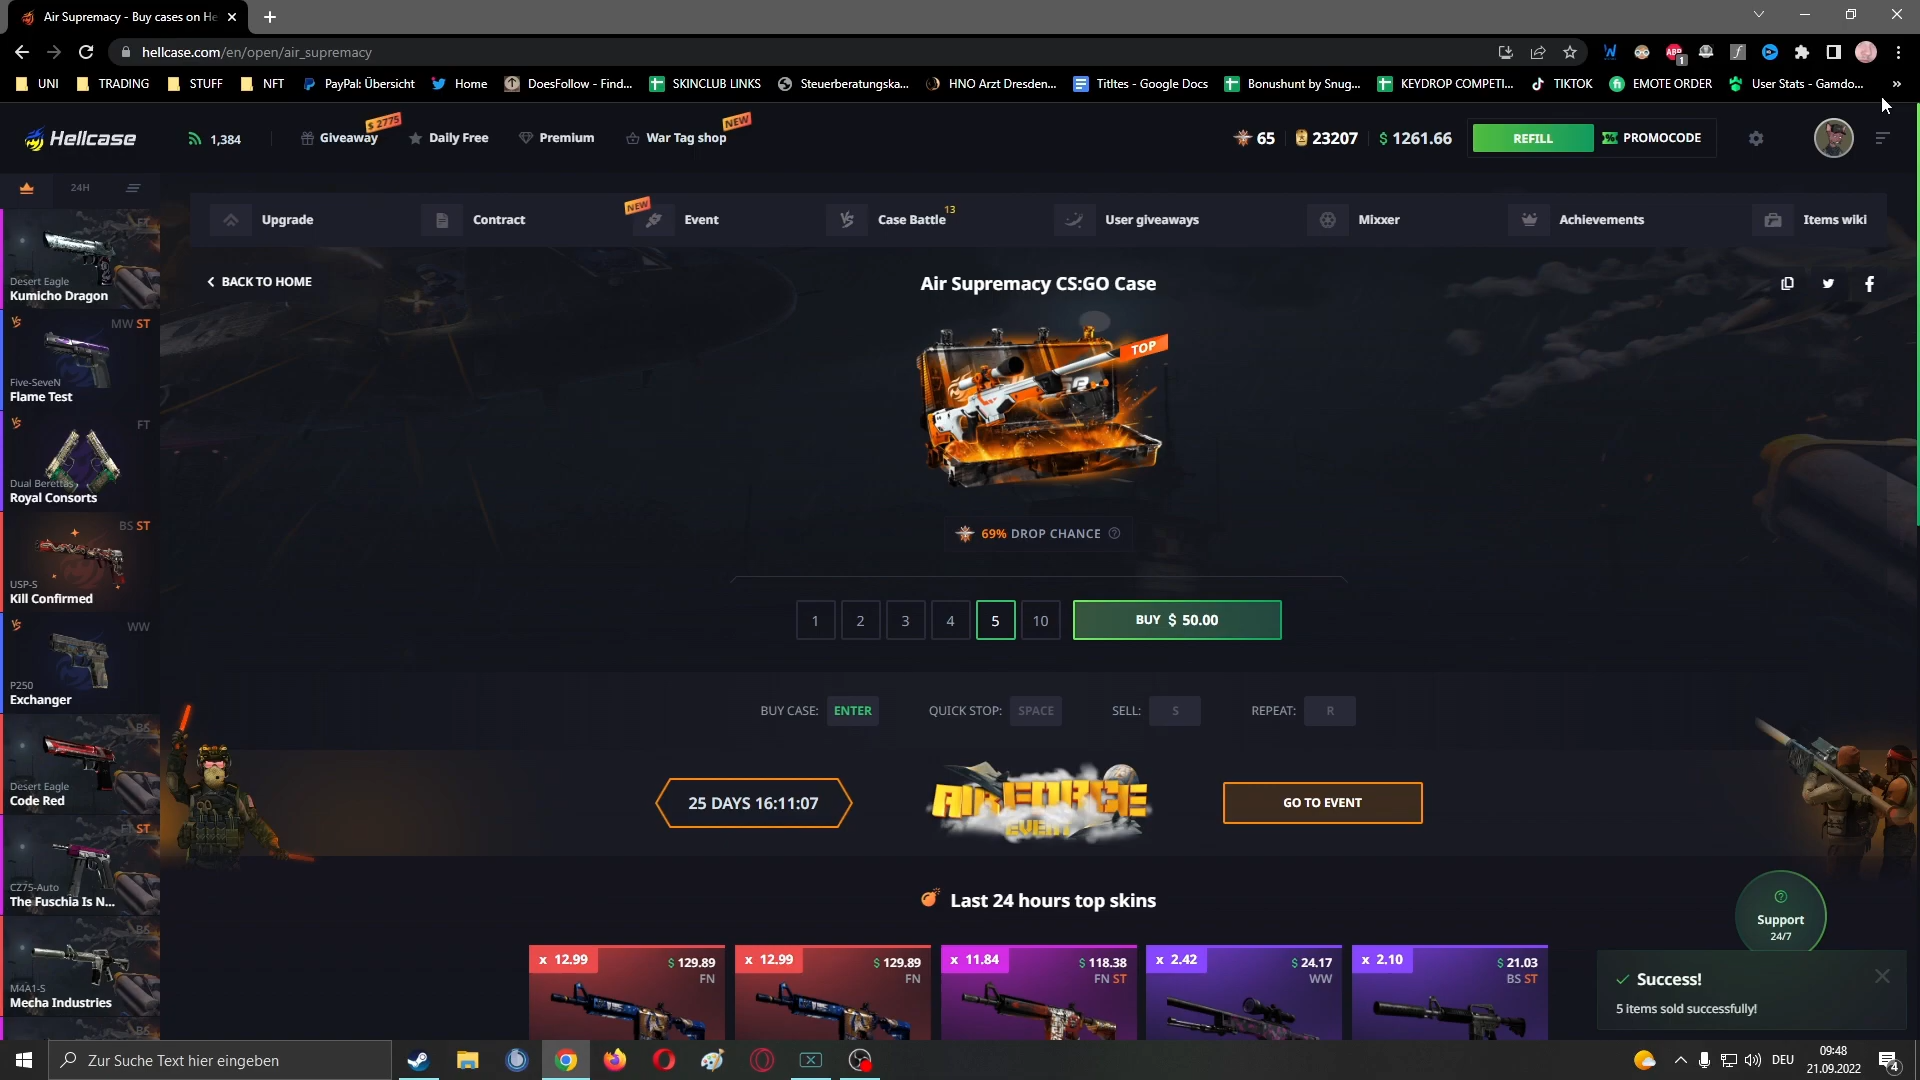 Air Supremacy - Buy cases on He
hellcase.com/en/open/air_supremacy
UNI
TRADING
STUFF
NFT
PayPal: Übersicht
Home
DoesFollow - Find...
SKINCLUB LINKS
Steuerberatungska...
HNO Arzt Dresden...
Titltes - Google Docs
Bonushunt by Snug...
KEYDROP COMPETI...
TIKTOK
EMOTE ORDER
User Stats - Gamdo...
»
Hellcase
1,384
Giveaway
$ 2775
Daily Free
Premium
War Tag shop
NEW
65
23207
$ 1261.66
REFILL
PROMOCODE
24H
Upgrade
Contract
NEW
Event
Case Battle
13
User giveaways
Mixxer
Achievements
Items wiki
BACK TO HOME
Air Supremacy CS:GO Case
TOP
69% DROP CHANCE
1
2
3
4
5
10
BUY $ 50.00
BUY CASE: ENTER
QUICK STOP: SPACE
SELL: S
REPEAT: R
25 DAYS 16:11:07
AIR FORCE
EVENT
GO TO EVENT
Last 24 hours top skins
x 12.99
$ 129.89
FN
x 12.99
$ 129.89
FN
x 11.84
$ 118.38
FN ST
x 2.42
$ 24.17
WW
x 2.10
$ 21.03
BS ST
FT
Desert Eagle
Kumicho Dragon
MW ST
Five-SeveN
Flame Test
FT
Dual Berettas
Royal Consorts
BS ST
USP-S
Kill Confirmed
WW
P250
Exchanger
BS
Desert Eagle
Code Red
FT ST
CZ75-Auto
The Fuschia Is N...
BS
M4A1-S
Mecha Industries
BS
Support
24/7
Success!
5 items sold successfully!
Zur Suche Text hier eingeben
DEU
09:48
21.09.2022
4